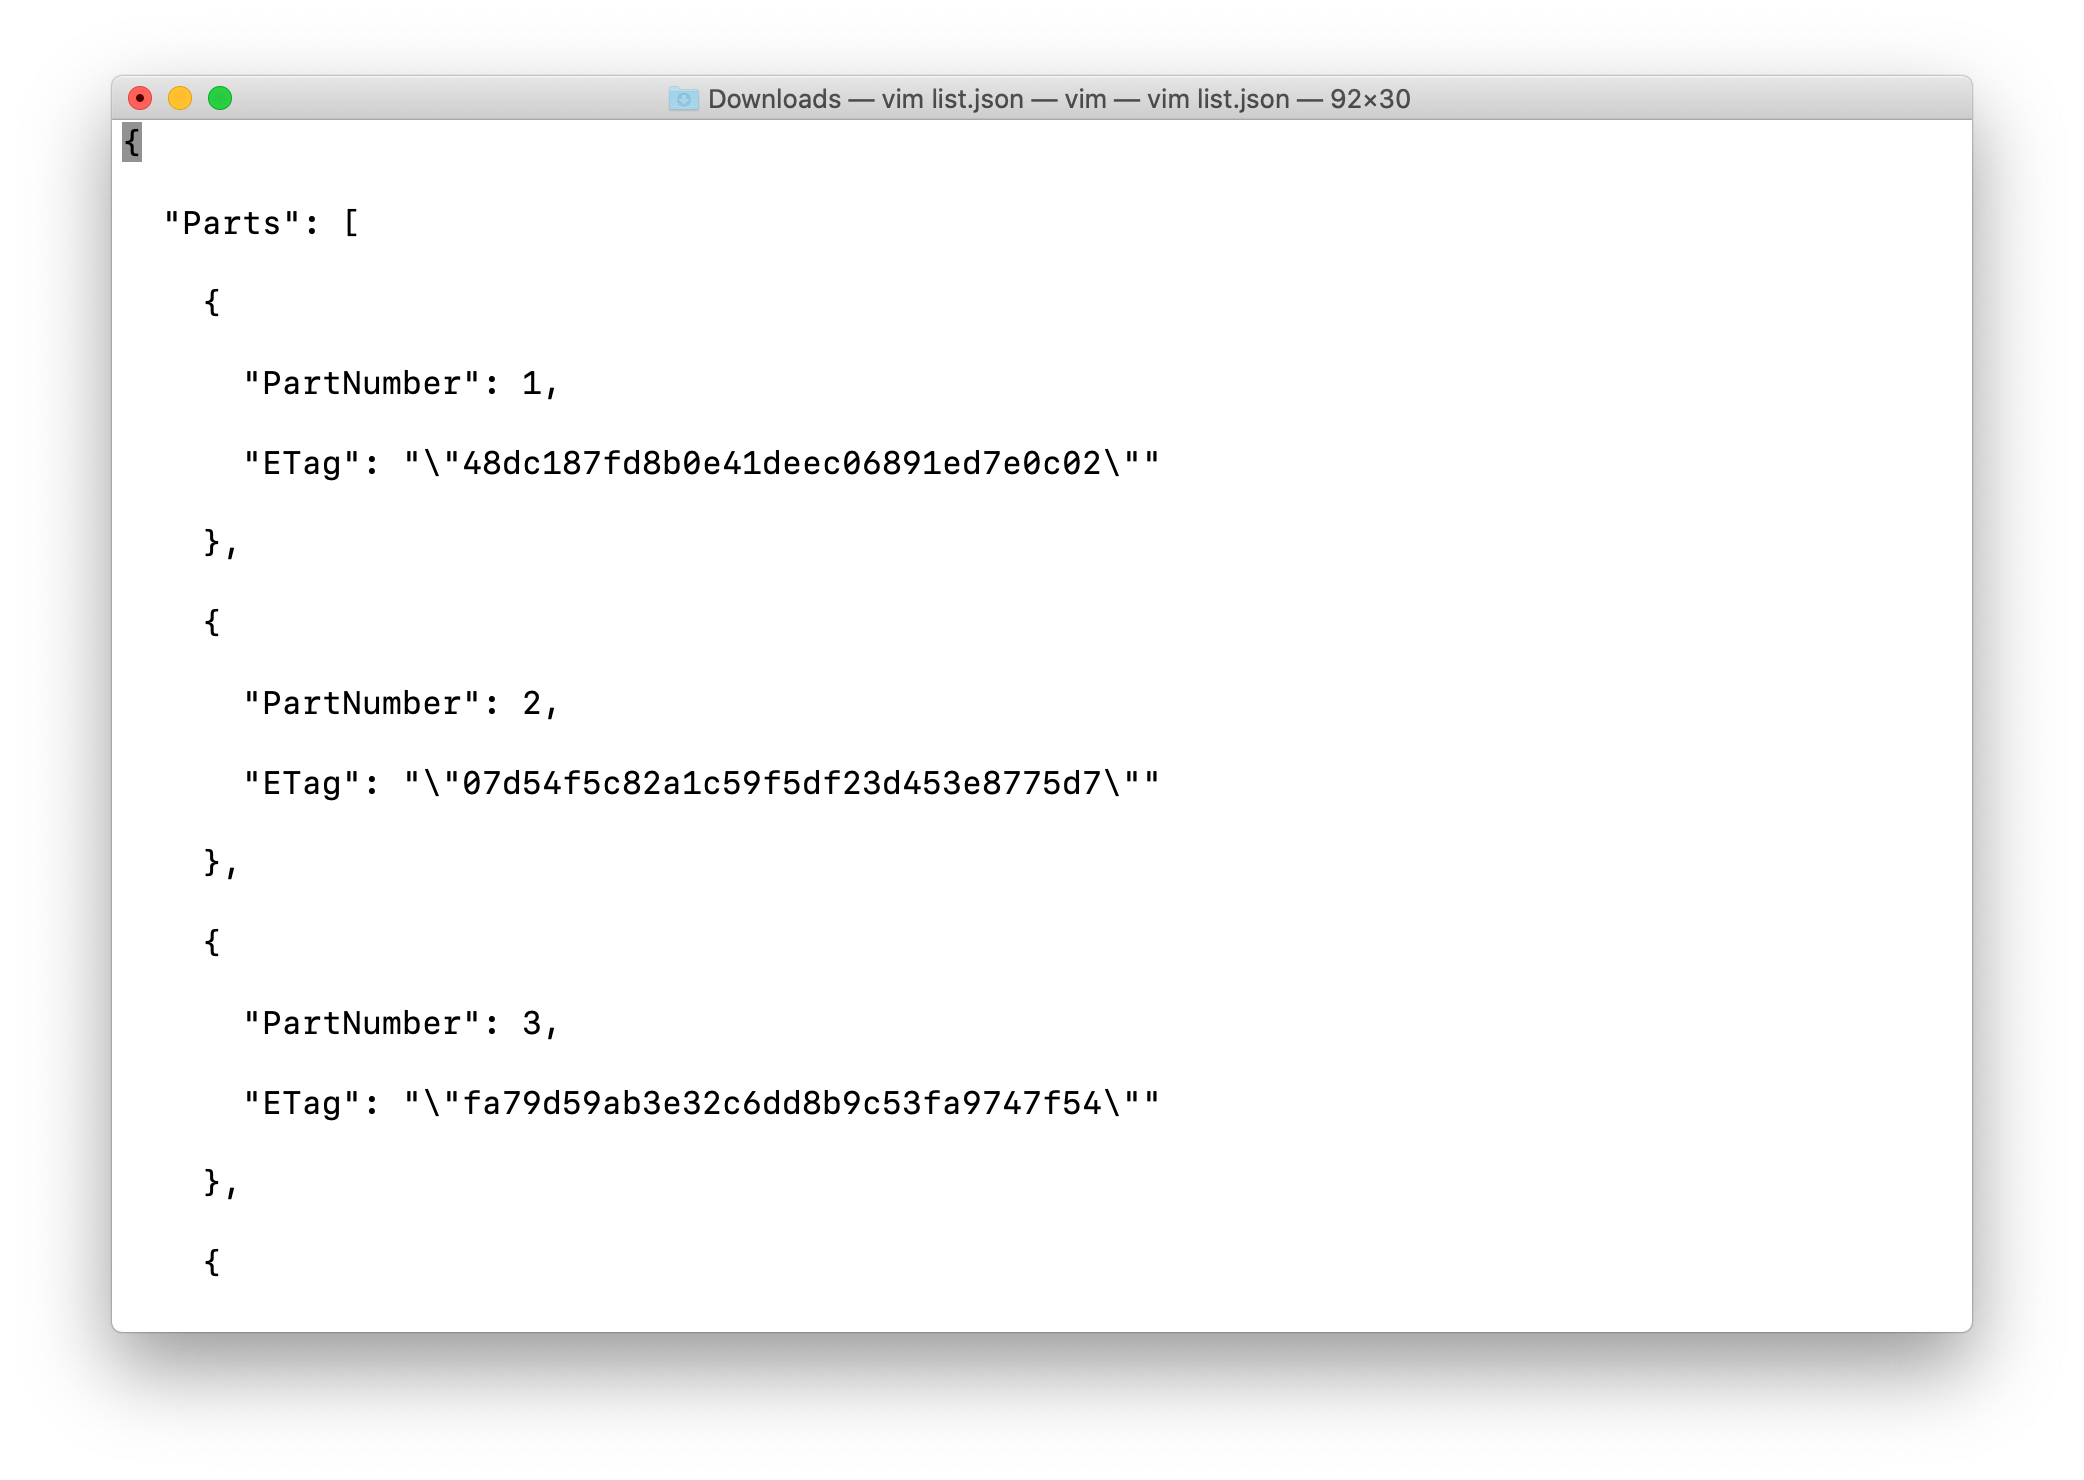 Downloads — vim list.json — vim — vim list.json — 92×30
{
"Parts": [
{
"PartNumber": 1,
"ETag": "\"48dc187fd8b0e41deec06891ed7e0c02\""
},
{
"PartNumber": 2,
"ETag": "\"07d54f5c82a1c59f5df23d453e8775d7\""
},
{
"PartNumber": 3,
"ETag": "\"fa79d59ab3e32c6dd8b9c53fa9747f54\""
},
{